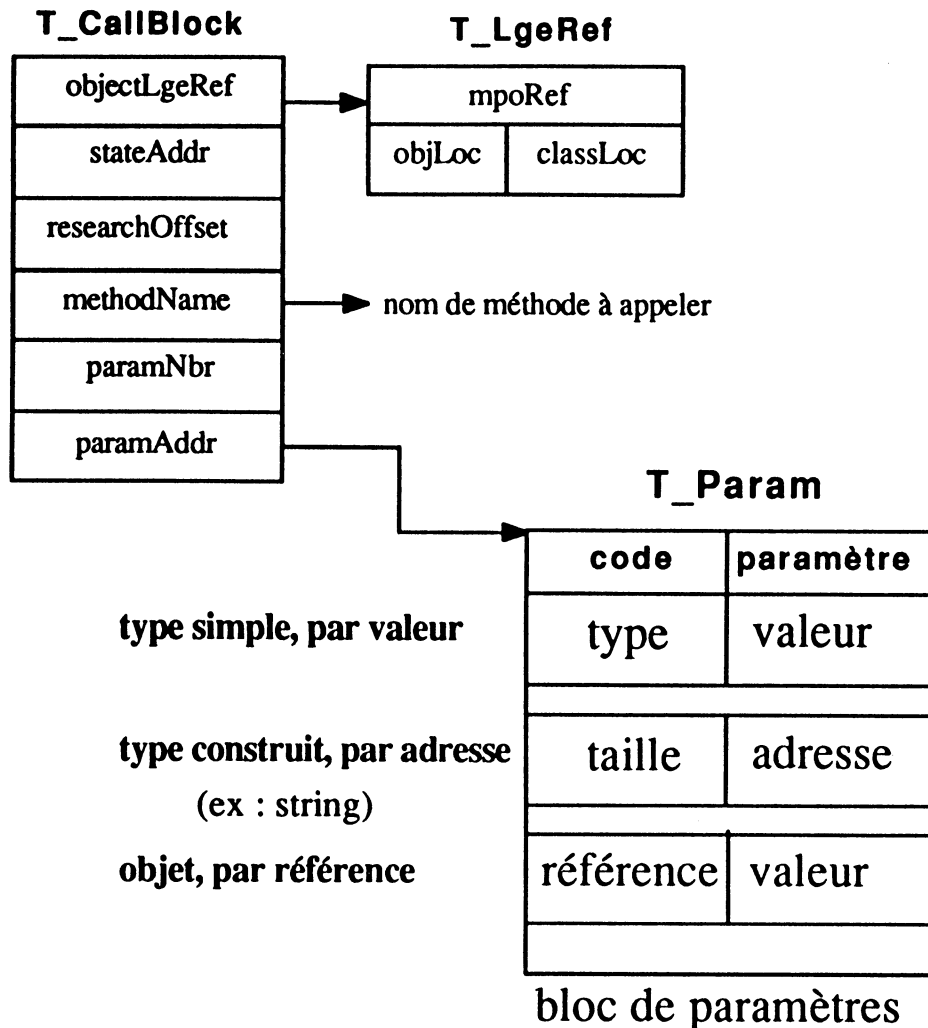 T_CallBlock
T_LgeRef
objectLgeRef
mpoRef
stateAddr
objLoc
classLoc
researchOffset
methodName
nom de méthode à appeler
paramNbr
paramAddr
T_Param
code
paramètre
type simple, par valeur
type
valeur
type construit, par adresse
taille
adresse
(ex : string)
objet, par référence
référence
valeur
bloc de paramètres